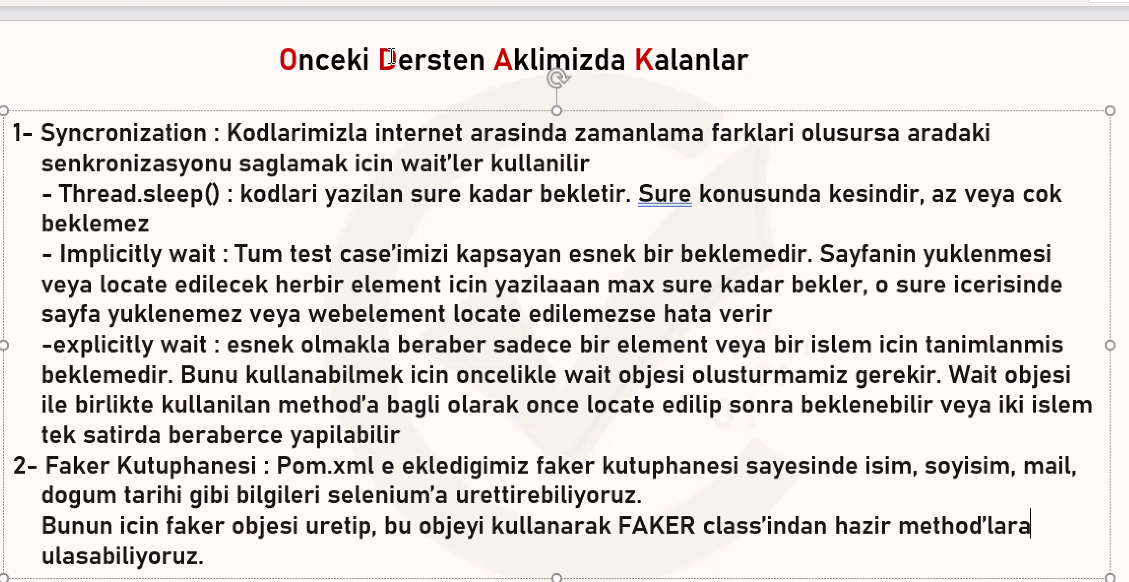 Onceki Dersten Aklimizda Kalanlar
1- Syncronization : Kodlarimizla internet arasinda zamanlama farklari olusursa aradaki
senkronizasyonu saglamak icin wait'ler kullanilir
- Thread.sleep() : kodlari yazilan sure kadar bekletir. Sure konusunda kesindir, az veya cok
beklemez
- Implicitly wait : Tum test case'imizi kapsayan esnek bir beklemedir. Sayfanin yuklenmesi
veya locate edilecek herbir element icin yazilaaan max sure kadar bekler, o sure icerisinde
sayfa yuklenemez veya webelement locate edilemezse hata verir
-explicitly wait : esnek olmakla beraber sadece bir element veya bir islem icin tanimlanmis
beklemedir. Bunu kullanabilmek icin oncelikle wait objesi olusturmamiz gerekir. Wait objesi
ile birlikte kullanilan method'a bagli olarak once locate edilip sonra beklenebilir veya iki islem
tek satirda beraberce yapilabilir
2- Faker Kutuphanesi : Pom.xml e ekledigimiz faker kutuphanesi sayesinde isim, soyisim, mail,
dogum tarihi gibi bilgileri selenium'a urettirebiliyoruz.
Bunun icin faker objesi uretip, bu objeyi kullanarak FAKER class'indan hazir method'lara
ulasabiliyoruz.